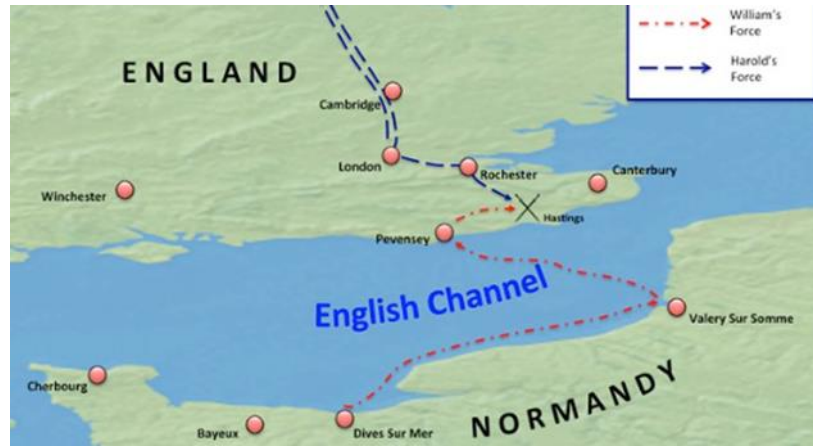 William's
Force
Harold's
Force
ENGLAND
Cambridge
London
Rochester
Canterbury
Winchester
Hastings
Pevensey
English Channel
Valery Sur Somme
Cherbourg
NORMANDY
Bayeux
Dives Sur Mer